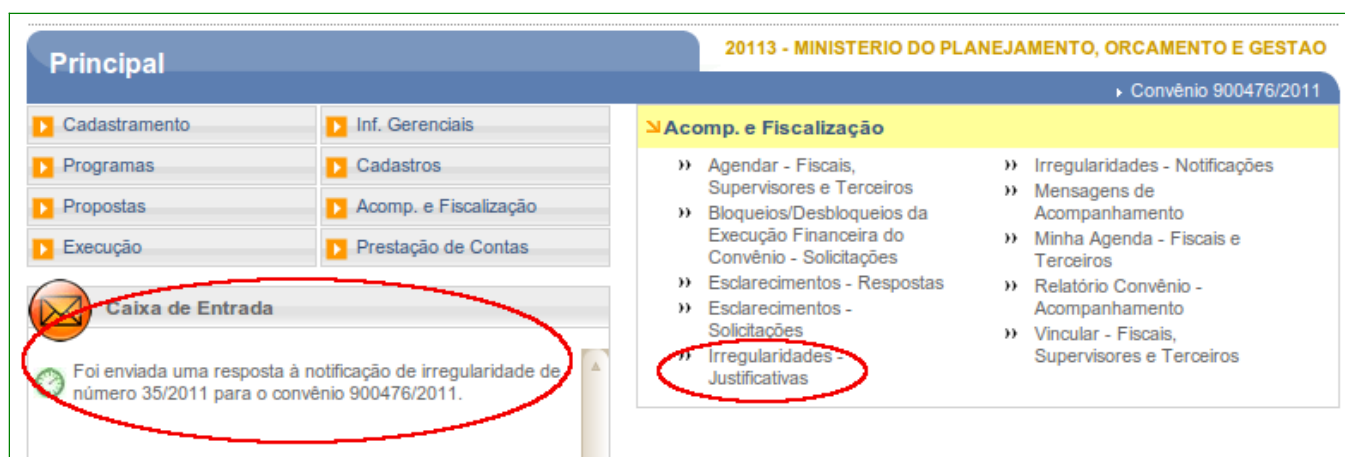 Principal
20113 - MINISTERIO DO PLANEJAMENTO, ORCAMENTO E GESTAO
Convênio 900476/2011
Cadastramento
Inf. Gerenciais
Programas
Cadastros
Propostas
Acomp. e Fiscalização
Execução
Prestação de Contas
Caixa de Entrada
Foi enviada uma resposta à notificação de irregularidade de
número 35/2011 para o convênio 900476/2011.
Acomp. e Fiscalização
Agendar - Fiscais,
Supervisores e Terceiros
Bloqueios/Desbloqueios da
Execução Financeira do
Convênio - Solicitações
Esclarecimentos - Respostas
Esclarecimentos -
Solicitações
Irregularidades -
Justificativas
Irregularidades - Notificações
Mensagens de
Acompanhamento
Minha Agenda - Fiscais e
Terceiros
Relatório Convênio -
Acompanhamento
Vincular - Fiscais,
Supervisores e Terceiros